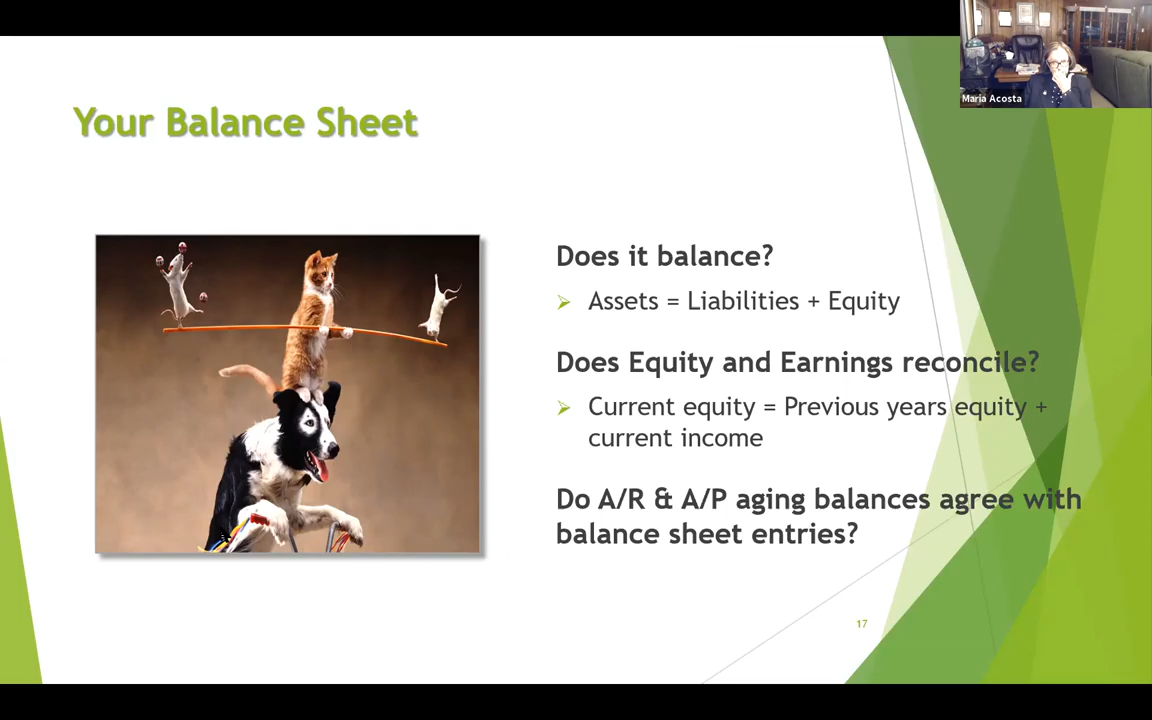 Maria Acosta
Your Balance Sheet
Does it balance?
Assets = Liabilities + Equity
Does Equity and Earnings reconcile?
Current equity = Previous years equity +
current income
Do A/R & A/P aging balances agree with
balance sheet entries?
17